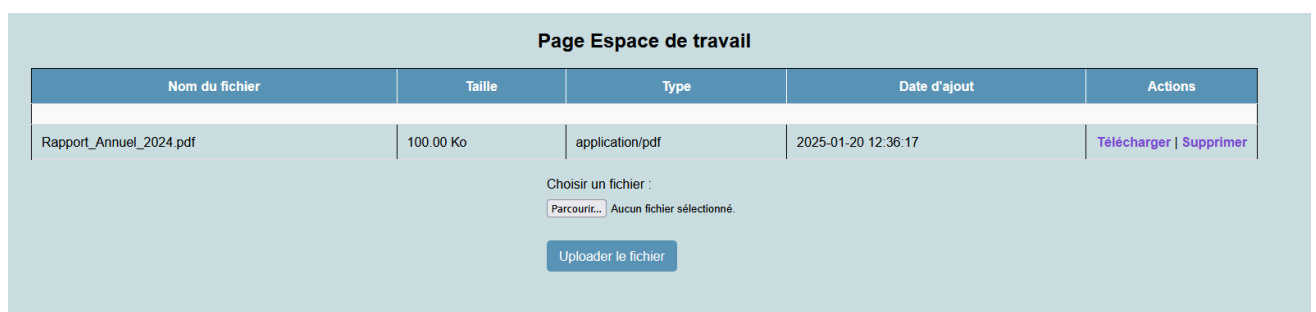 Page Espace de travail
Nom du fichier Taille Type Date d'ajout Actions
Rapport_Annuel_2024.pdf 100.00 Ko application/pdf 2025-01-20 12:36:17 Télécharger | Supprimer
Choisir un fichier :
Parcourir... Aucun fichier sélectionné.
Uploader le fichier